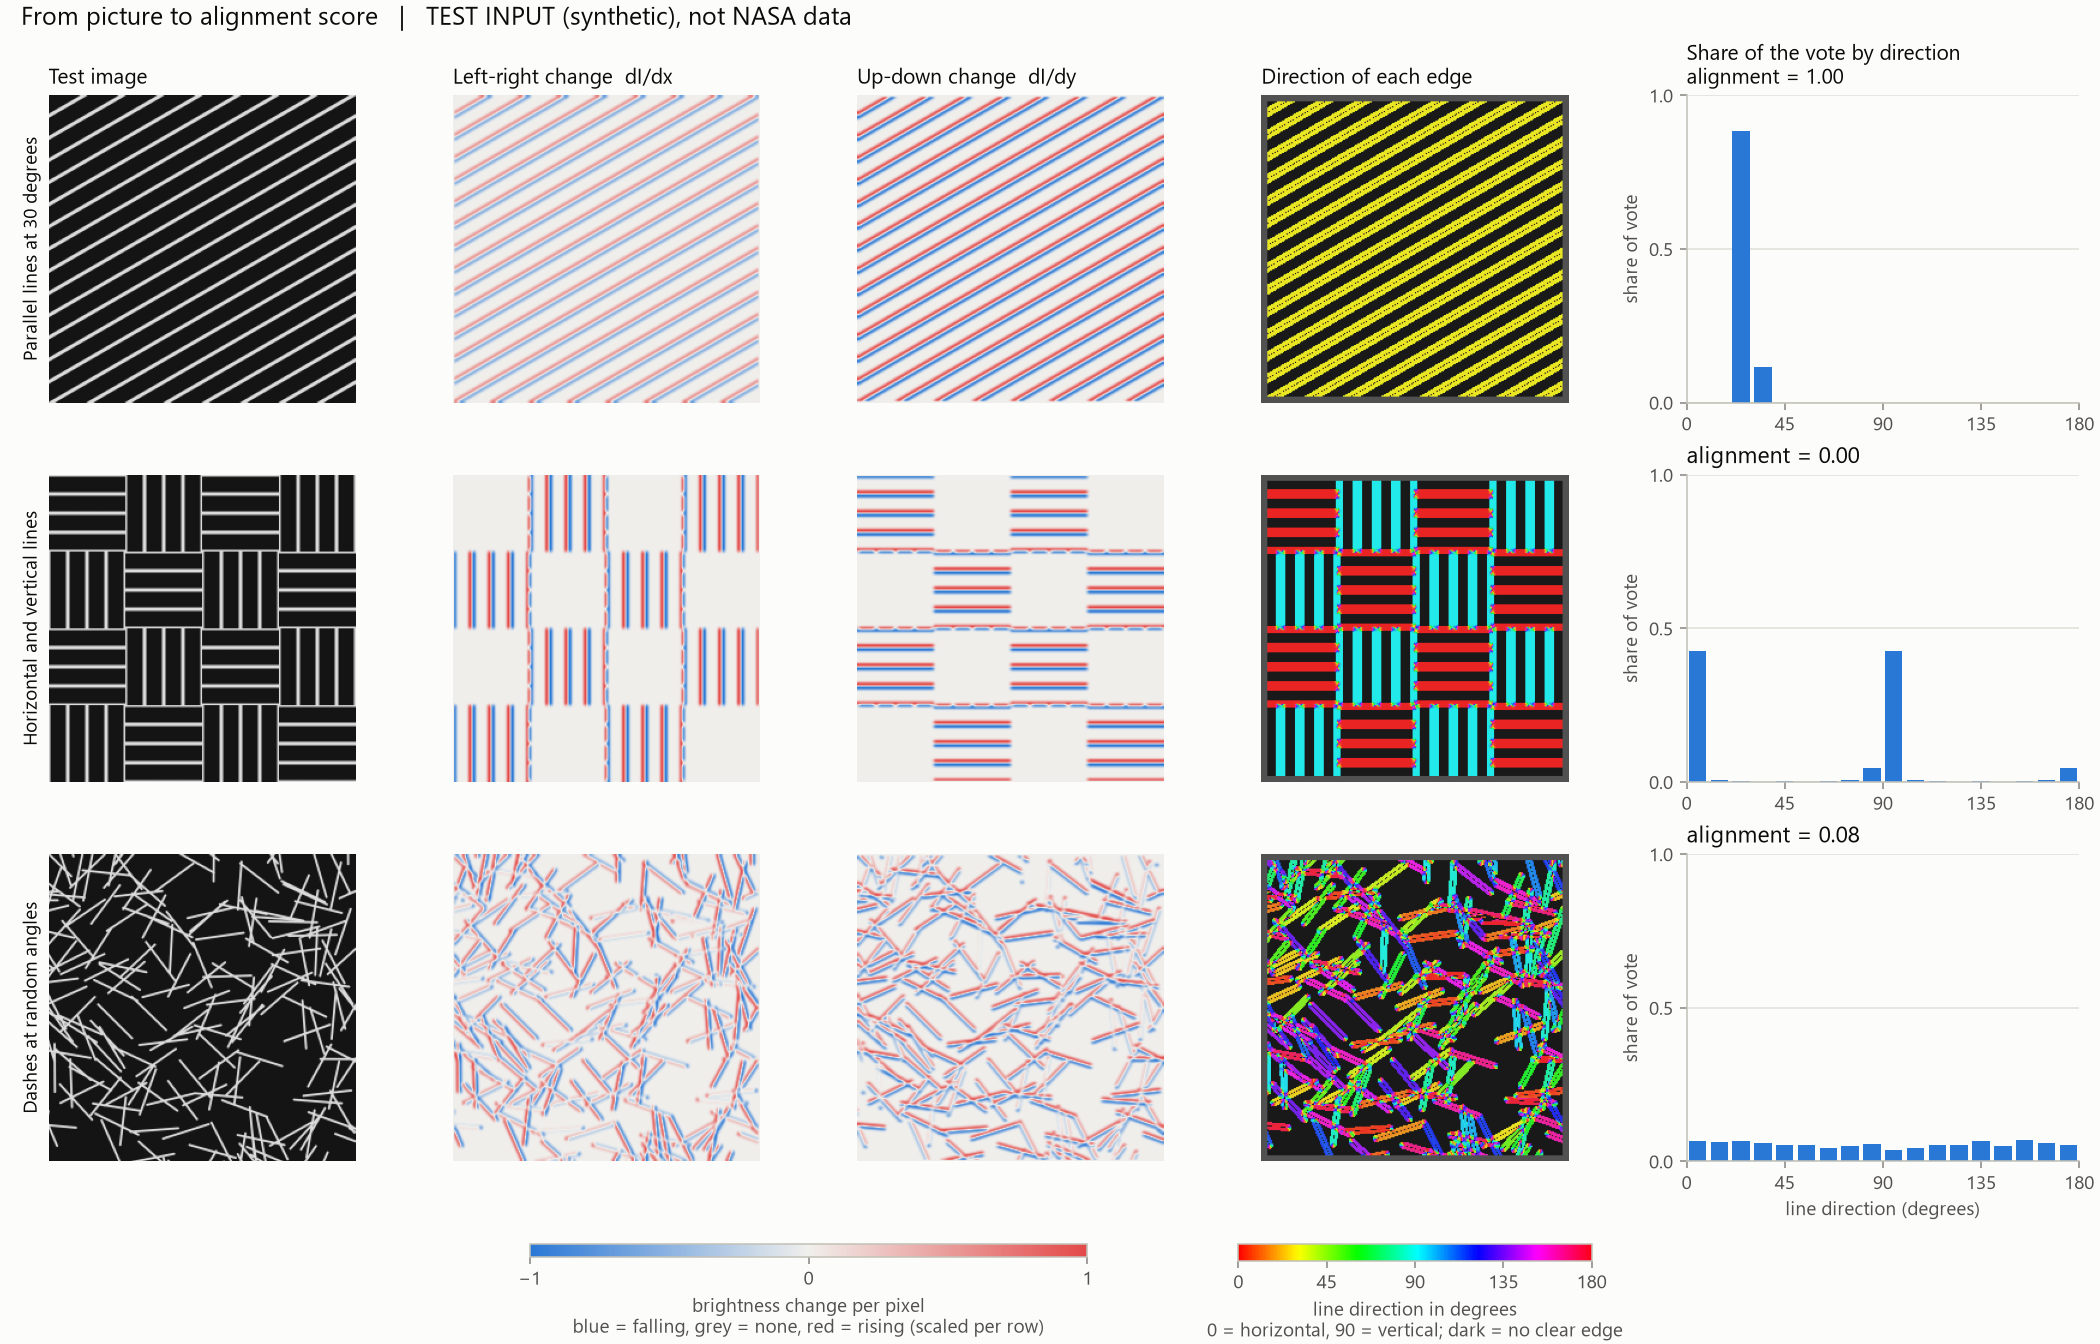 From picture to alignment score | TEST INPUT (synthetic), not NASA data
Test image
Left-right change dI/dx
Up-down change dI/dy
Direction of each edge
Share of the vote by direction
alignment = 1.00
Parallel lines at 30 degrees
share of vote
1.0
0.5
0.0
0 45 90 135 180
alignment = 0.00
Horizontal and vertical lines
share of vote
1.0
0.5
0.0
0 45 90 135 180
alignment = 0.08
Dashes at random angles
share of vote
1.0
0.5
0.0
0 45 90 135 180
line direction (degrees)
−1 0 1
brightness change per pixel
blue = falling, grey = none, red = rising (scaled per row)
0 45 90 135 180
line direction in degrees
0 = horizontal, 90 = vertical; dark = no clear edge